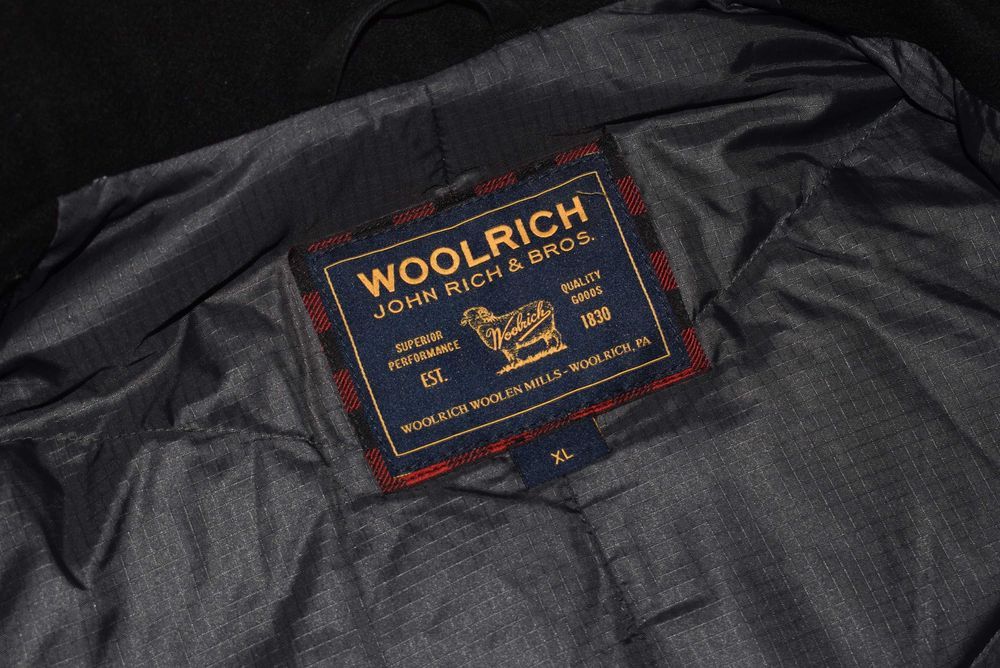 WOOLRICH
JOHN RICH & BROS.
SUPERIOR
PERFORMANCE
EST.
Woolrich
QUALITY
GOODS
1830
WOOLRICH WOOLEN MILLS - WOOLRICH, PA
XL